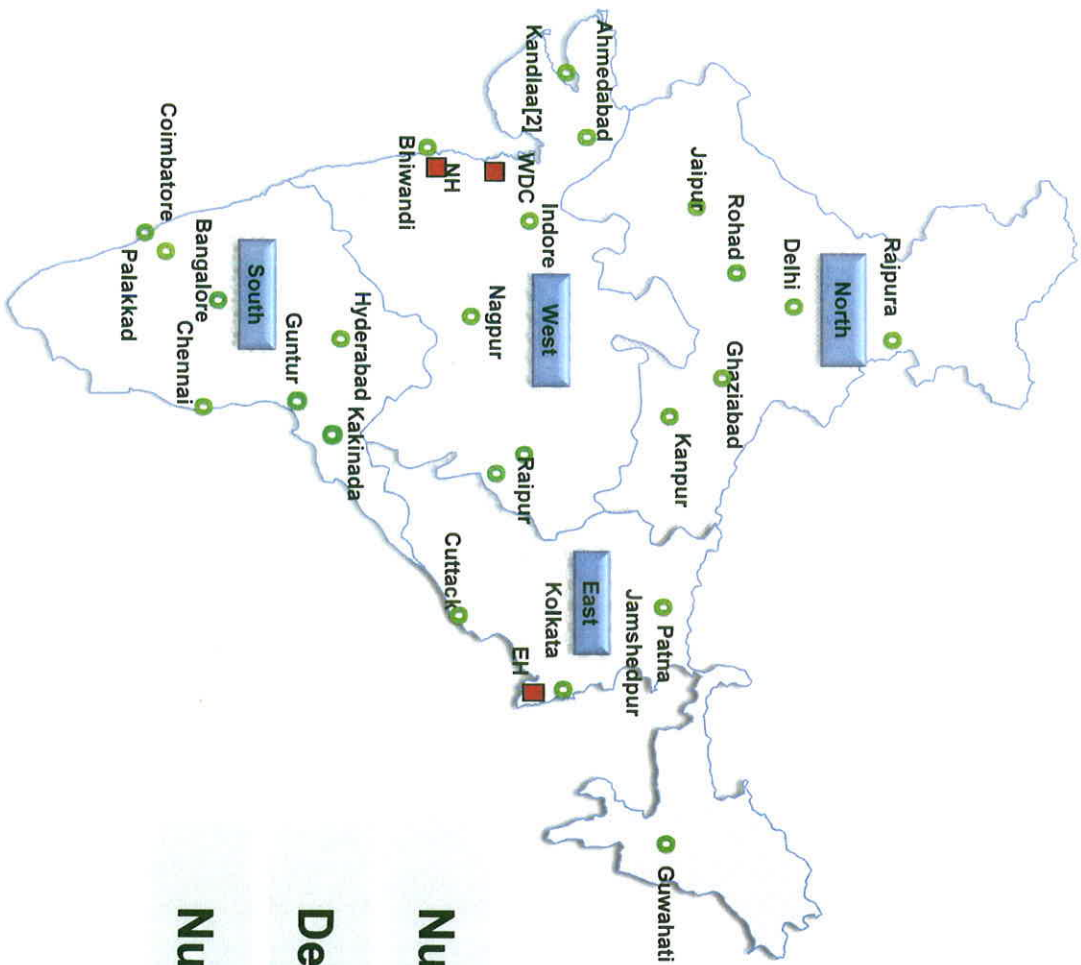 Rajpura
North
Delhi
Rohad
Jaipur
Ghaziabad
Kanpur
Ahmedabad
Kandlaa[2]
WDC
Indore
West
NH
Bhiwandi
Nagpur
Raipur
Patna
Jamshedpur
East
Kolkata
EH
Cuttack
Guwahati
Hyderabad
Kakinada
Guntur
South
Bangalore
Chennai
Coimbatore
Palakkad
Nu
De
Nu